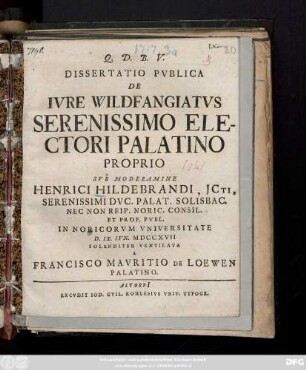 1717,3a
Q. D. B. V.
DISSERTATIO PVBLICA
DE
IVRE WILDFANGIATVS
SERENISSIMO ELE-
CTORI PALATINO
PROPRIO
SVB MODERAMINE
HENRICI HILDEBRANDI, JCTI,
SERENISSIMI DVC. PALAT. SOLISBAC.
NEC NON REIP. NORIC. CONSIL.
ET PROF. PVBL.
IN NORICORVM VNIVERSITATE
D. IX. IVN. MDCCXVII
SOLENNITER VENTILATA
A
FRANCISCO MAVRITIO DE LOEWEN
PALATINO.
ALTORFI
EXCVDIT IOD. GVIL. KOHLESIVS VNIV. TYPOGR.